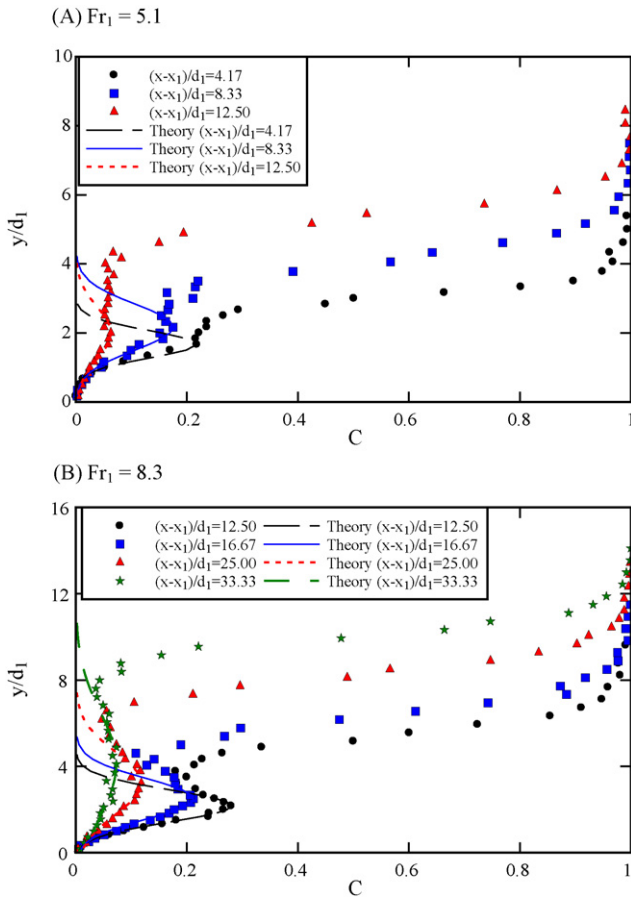 (A) Fr1 = 5.1
10
8
6
4
2
0
y/d1
(x-x1)/d1=4.17
(x-x1)/d1=8.33
(x-x1)/d1=12.50
Theory (x-x1)/d1=4.17
Theory (x-x1)/d1=8.33
Theory (x-x1)/d1=12.50
0 0.2 0.4 0.6 0.8 1
C
(B) Fr1 = 8.3
16
12
8
4
0
y/d1
(x-x1)/d1=12.50 Theory (x-x1)/d1=12.50
(x-x1)/d1=16.67 Theory (x-x1)/d1=16.67
(x-x1)/d1=25.00 Theory (x-x1)/d1=25.00
(x-x1)/d1=33.33 Theory (x-x1)/d1=33.33
0 0.2 0.4 0.6 0.8 1
C